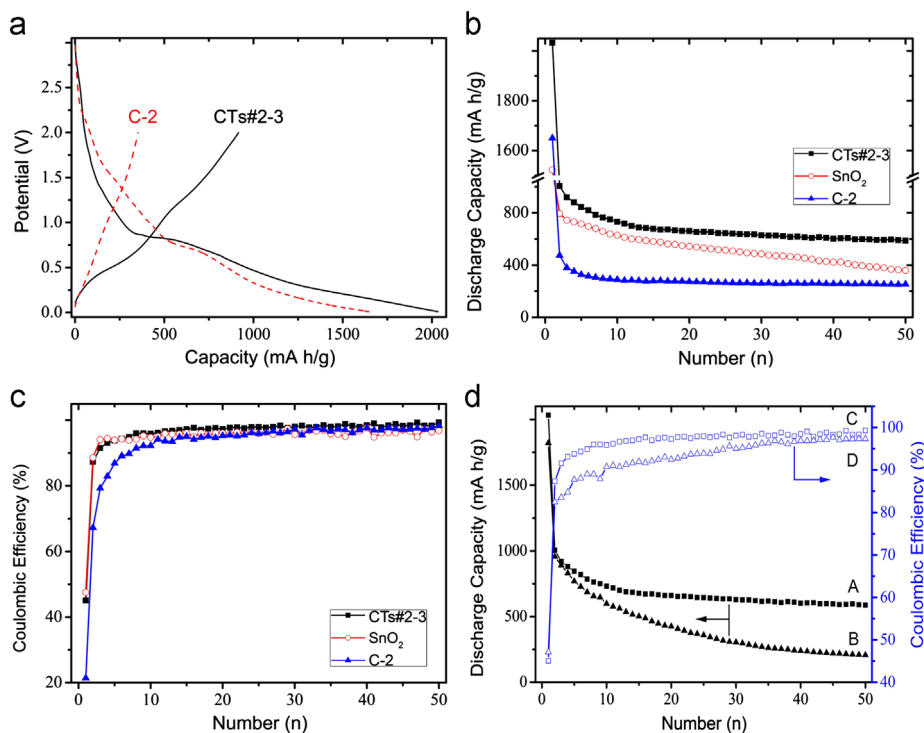 a
C-2
CTs#2-3
Potential (V)
2.5
2.0
1.5
1.0
0.5
0.0
0
500
1000
1500
2000
Capacity (mA h/g)
b
Discharge Capacity (mA h/g)
1800
1600
800
400
0
CTs#2-3
SnO2
C-2
0
10
20
30
40
50
Number (n)
c
Coulombic Efficiency (%)
100
80
60
40
20
CTs#2-3
SnO2
C-2
0
10
20
30
40
50
Number (n)
d
Discharge Capacity (mA h/g)
1500
1000
500
0
C
D
A
B
100
90
80
70
60
50
40
Coulombic Efficiency (%)
0
10
20
30
40
50
Number (n)